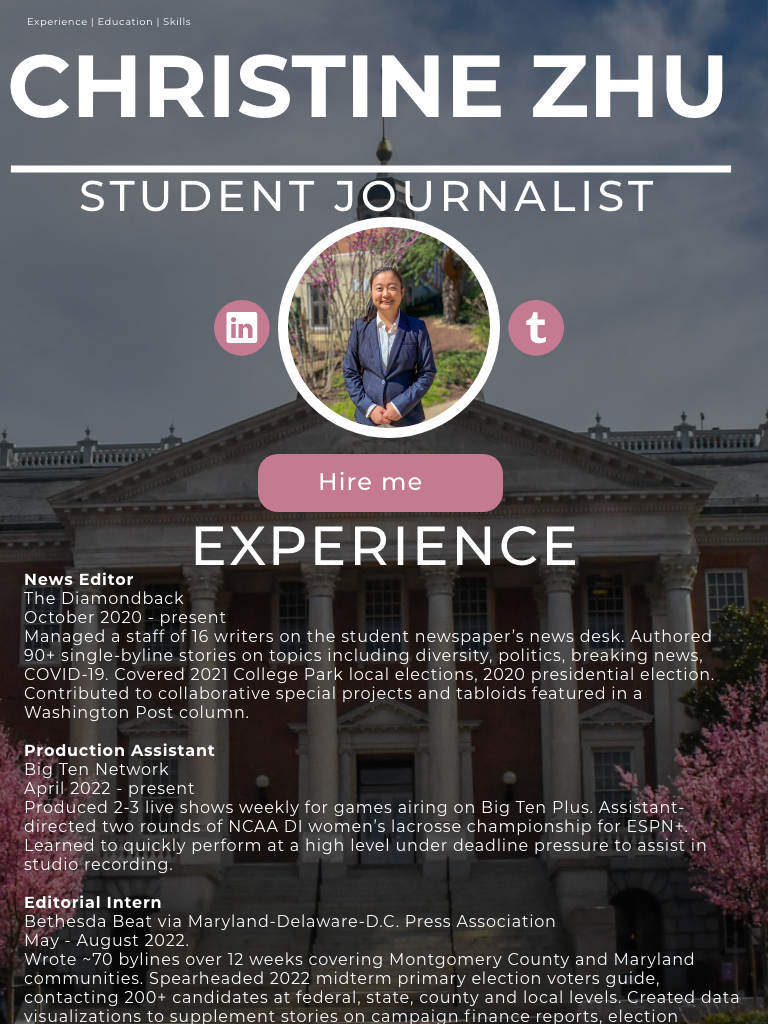 Experience | Education | Skills
CHRISTINE ZHU
STUDENT JOURNALIST
in
t
Hire me
EXPERIENCE
News Editor
The Diamondback
October 2020 - present
Managed a staff of 16 writers on the student newspaper’s news desk. Authored
90+ single-byline stories on topics including diversity, politics, breaking news,
COVID-19. Covered 2021 College Park local elections, 2020 presidential election.
Contributed to collaborative special projects and tabloids featured in a
Washington Post column.
Production Assistant
Big Ten Network
April 2022 - present
Produced 2-3 live shows weekly for games airing on Big Ten Plus. Assistant-
directed two rounds of NCAA DI women’s lacrosse championship for ESPN+.
Learned to quickly perform at a high level under deadline pressure to assist in
studio recording.
Editorial Intern
Bethesda Beat via Maryland-Delaware-D.C. Press Association
May - August 2022.
Wrote ~70 bylines over 12 weeks covering Montgomery County and Maryland
communities. Spearheaded 2022 midterm primary election voters guide,
contacting 200+ candidates at federal, state, county and local levels. Created data
visualizations to supplement stories on campaign finance reports, election